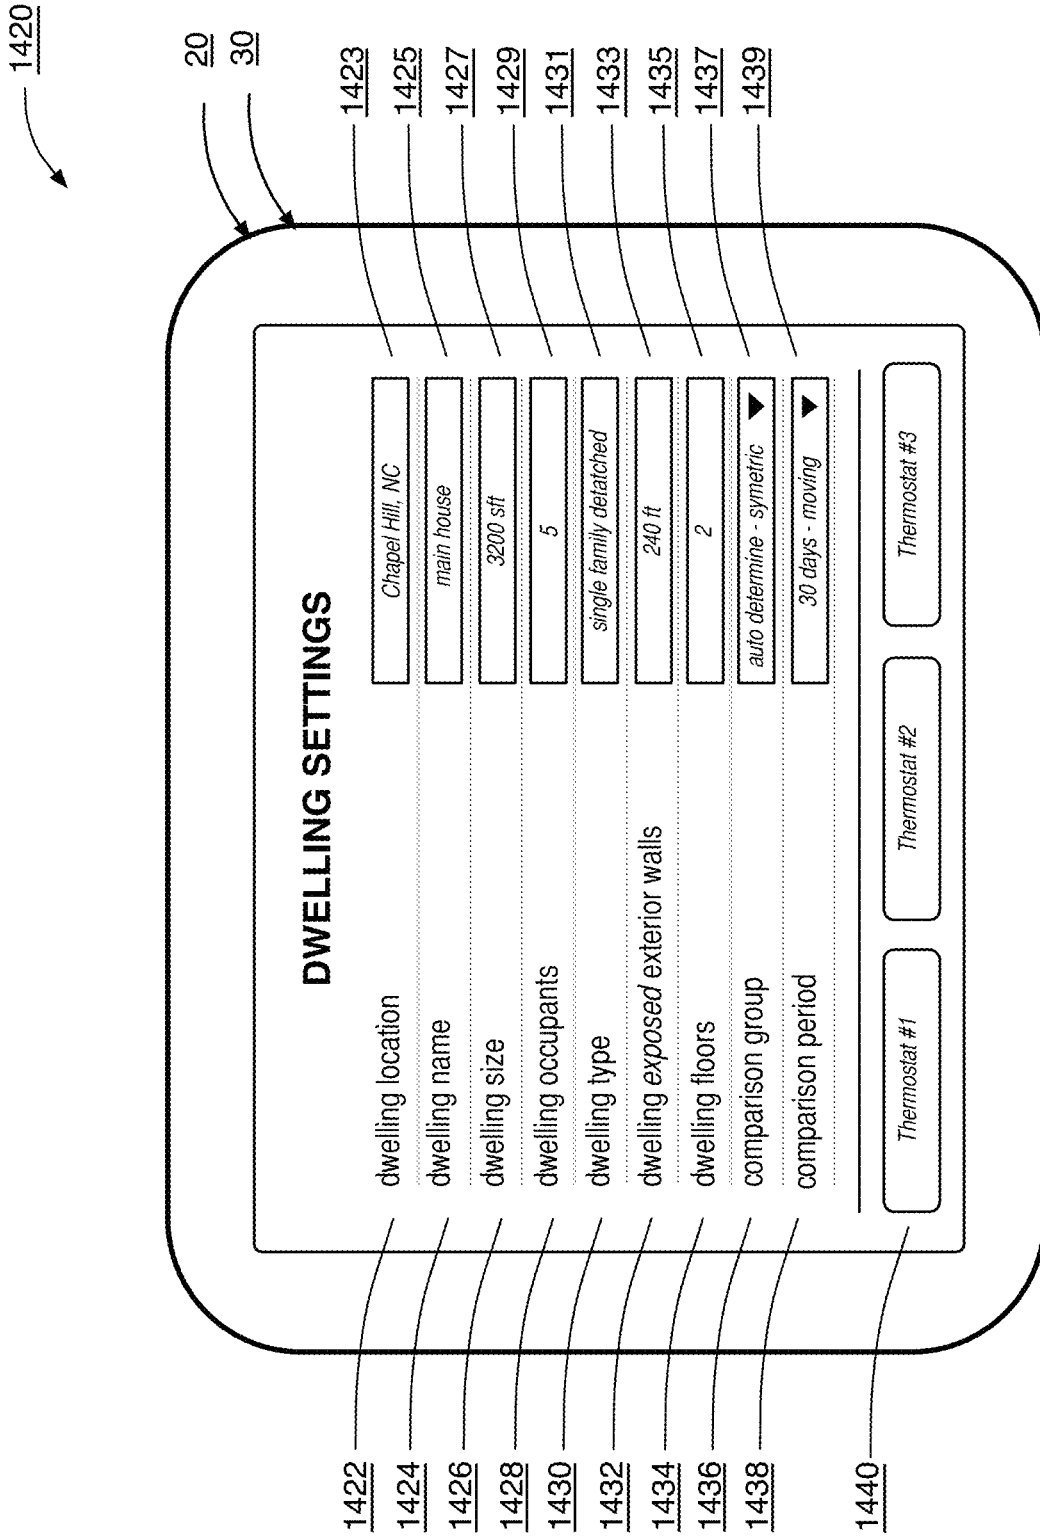 1420
20
30
DWELLING SETTINGS
1422 dwelling location Chapel Hill, NC 1423
1424 dwelling name main house 1425
1426 dwelling size 3200 sft 1427
1428 dwelling occupants 5 1429
1430 dwelling type single family detatched 1431
1432 dwelling exposed exterior walls 240 ft 1433
1434 dwelling floors 2 1435
1436 comparison group auto determine - symetric 1437
1438 comparison period 30 days - moving 1439
1440 Thermostat #1 Thermostat #2 Thermostat #3